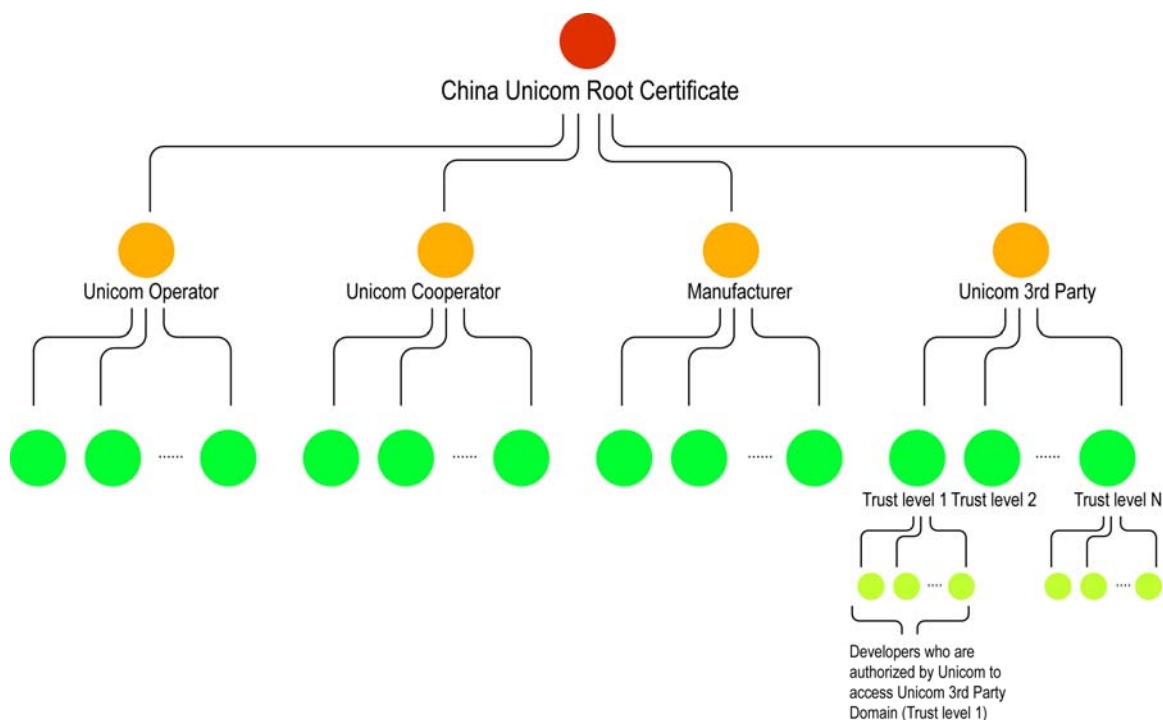 China Unicom Root Certificate
Unicom Operator
Unicom Cooperator
Manufacturer
Unicom 3rd Party
......
......
......
......
Trust level 1
Trust level 2
Trust level N
....
....
Developers who are
authorized by Unicom to
access Unicom 3rd Party
Domain (Trust level 1)